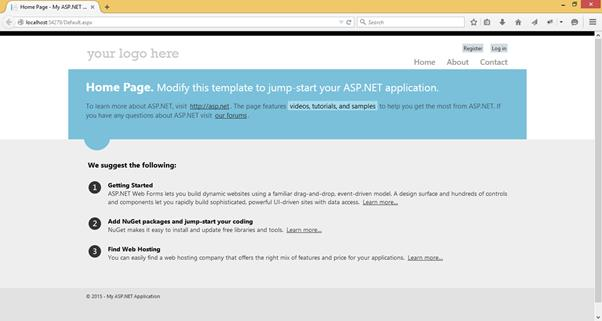 Home Page - My ASP.NET ...
localhost:54279/Default.aspx
Search
Register Log in
your logo here
Home About Contact
Home Page. Modify this template to jump-start your ASP.NET application.
To learn more about ASP.NET, visit http://asp.net. The page features videos, tutorials, and samples to help you get the most from ASP.NET. If
you have any questions about ASP.NET visit our forums.
We suggest the following:
1 Getting Started
ASP.NET Web Forms lets you build dynamic websites using a familiar drag-and-drop, event-driven model. A design surface and hundreds of controls
and components let you rapidly build sophisticated, powerful UI-driven sites with data access. Learn more...
2 Add NuGet packages and jump-start your coding
NuGet makes it easy to install and update free libraries and tools. Learn more...
3 Find Web Hosting
You can easily find a web hosting company that offers the right mix of features and price for your applications. Learn more...
© 2015 - My ASP.NET Application